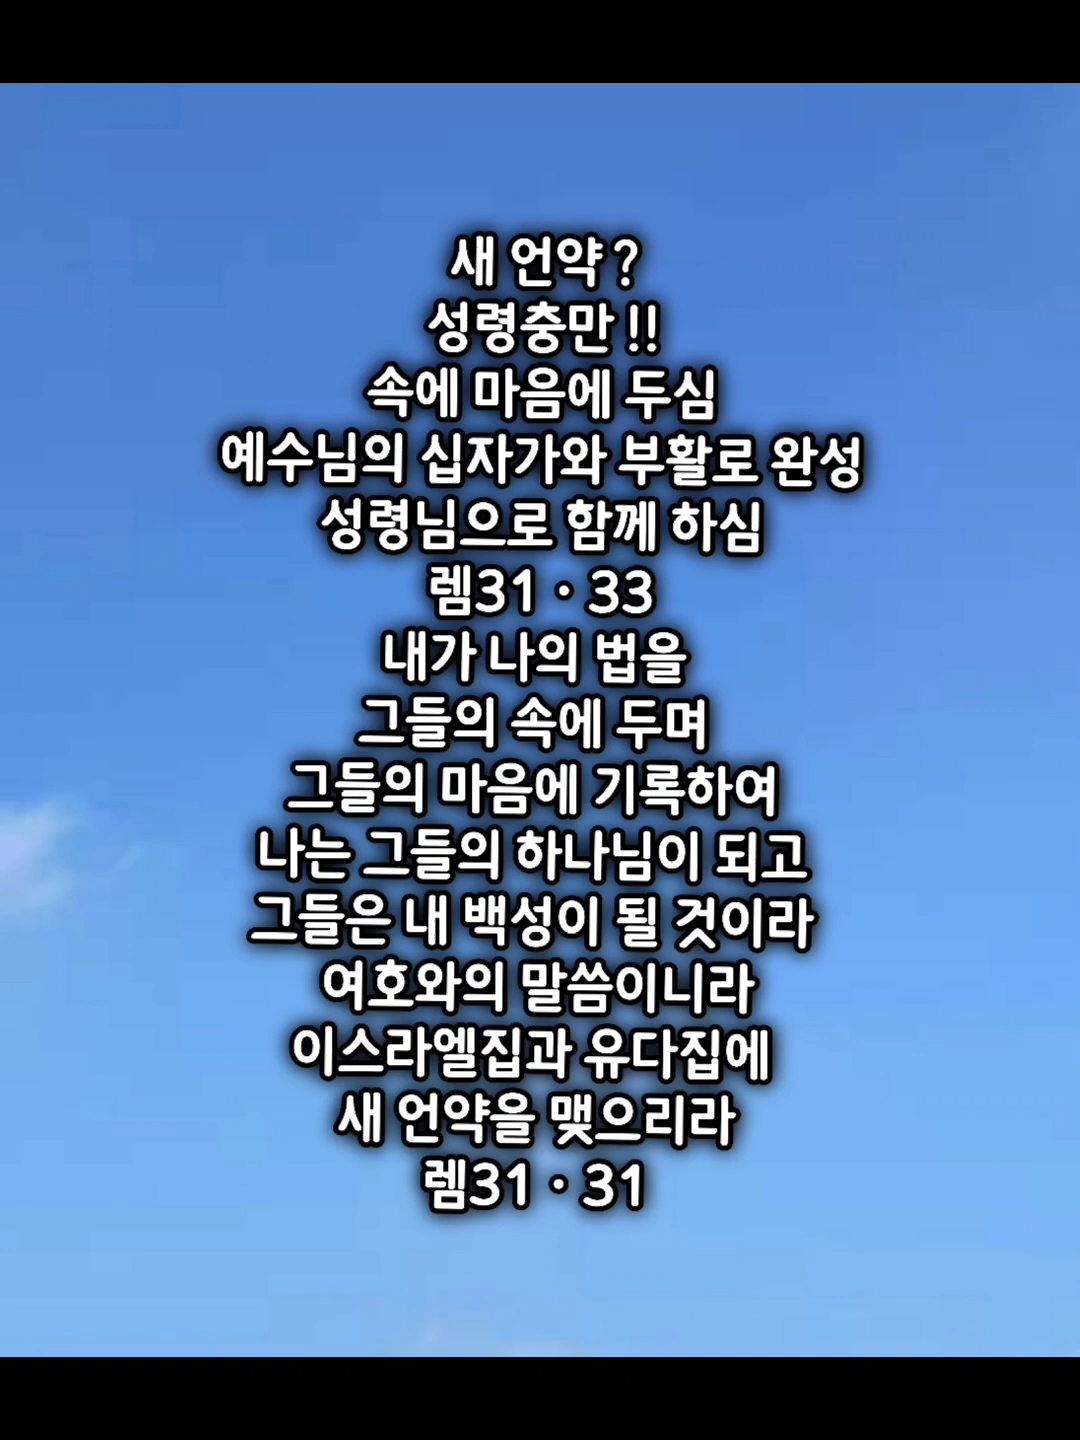 새 언약?
성령충만!!
속에 마음에 두심
예수님의 십자가와 부활로 완성
성령님으로 함께 하심
렘31·33
내가 나의 법을
그들의 속에 두며
그들의 마음에 기록하여
나는 그들의 하나님이 되고
그들은 내 백성이 될 것이라
여호와의 말씀이니라
이스라엘집과 유다집에
새 언약을 맺으리라
렘31·31